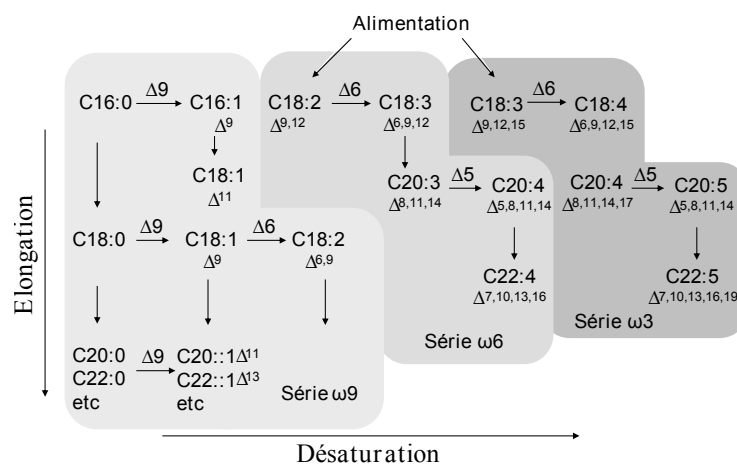 Alimentation
Δ9 Δ6 Δ6
C16:0 C16:1 C18:2 C18:3 C18:3 C18:4
Δ9 Δ9,12 Δ6,9,12 Δ9,12,15 Δ6,9,12,15
C18:1 C20:3 Δ5 C20:4 C20:4 Δ5 C20:5
Δ11 Δ8,11,14 Δ5,8,11,14 Δ8,11,14,17 Δ5,8,11,14
C18:0 Δ9 C18:1 Δ6 C18:2
Δ9 Δ6,9
C22:4 C22:5
Δ7,10,13,16 Δ7,10,13,16,19
Série ω3
Série ω6
C20:0 Δ9 C20::1Δ11
C22:0 C22::1Δ13
etc etc Série ω9
Elongation
Désaturation